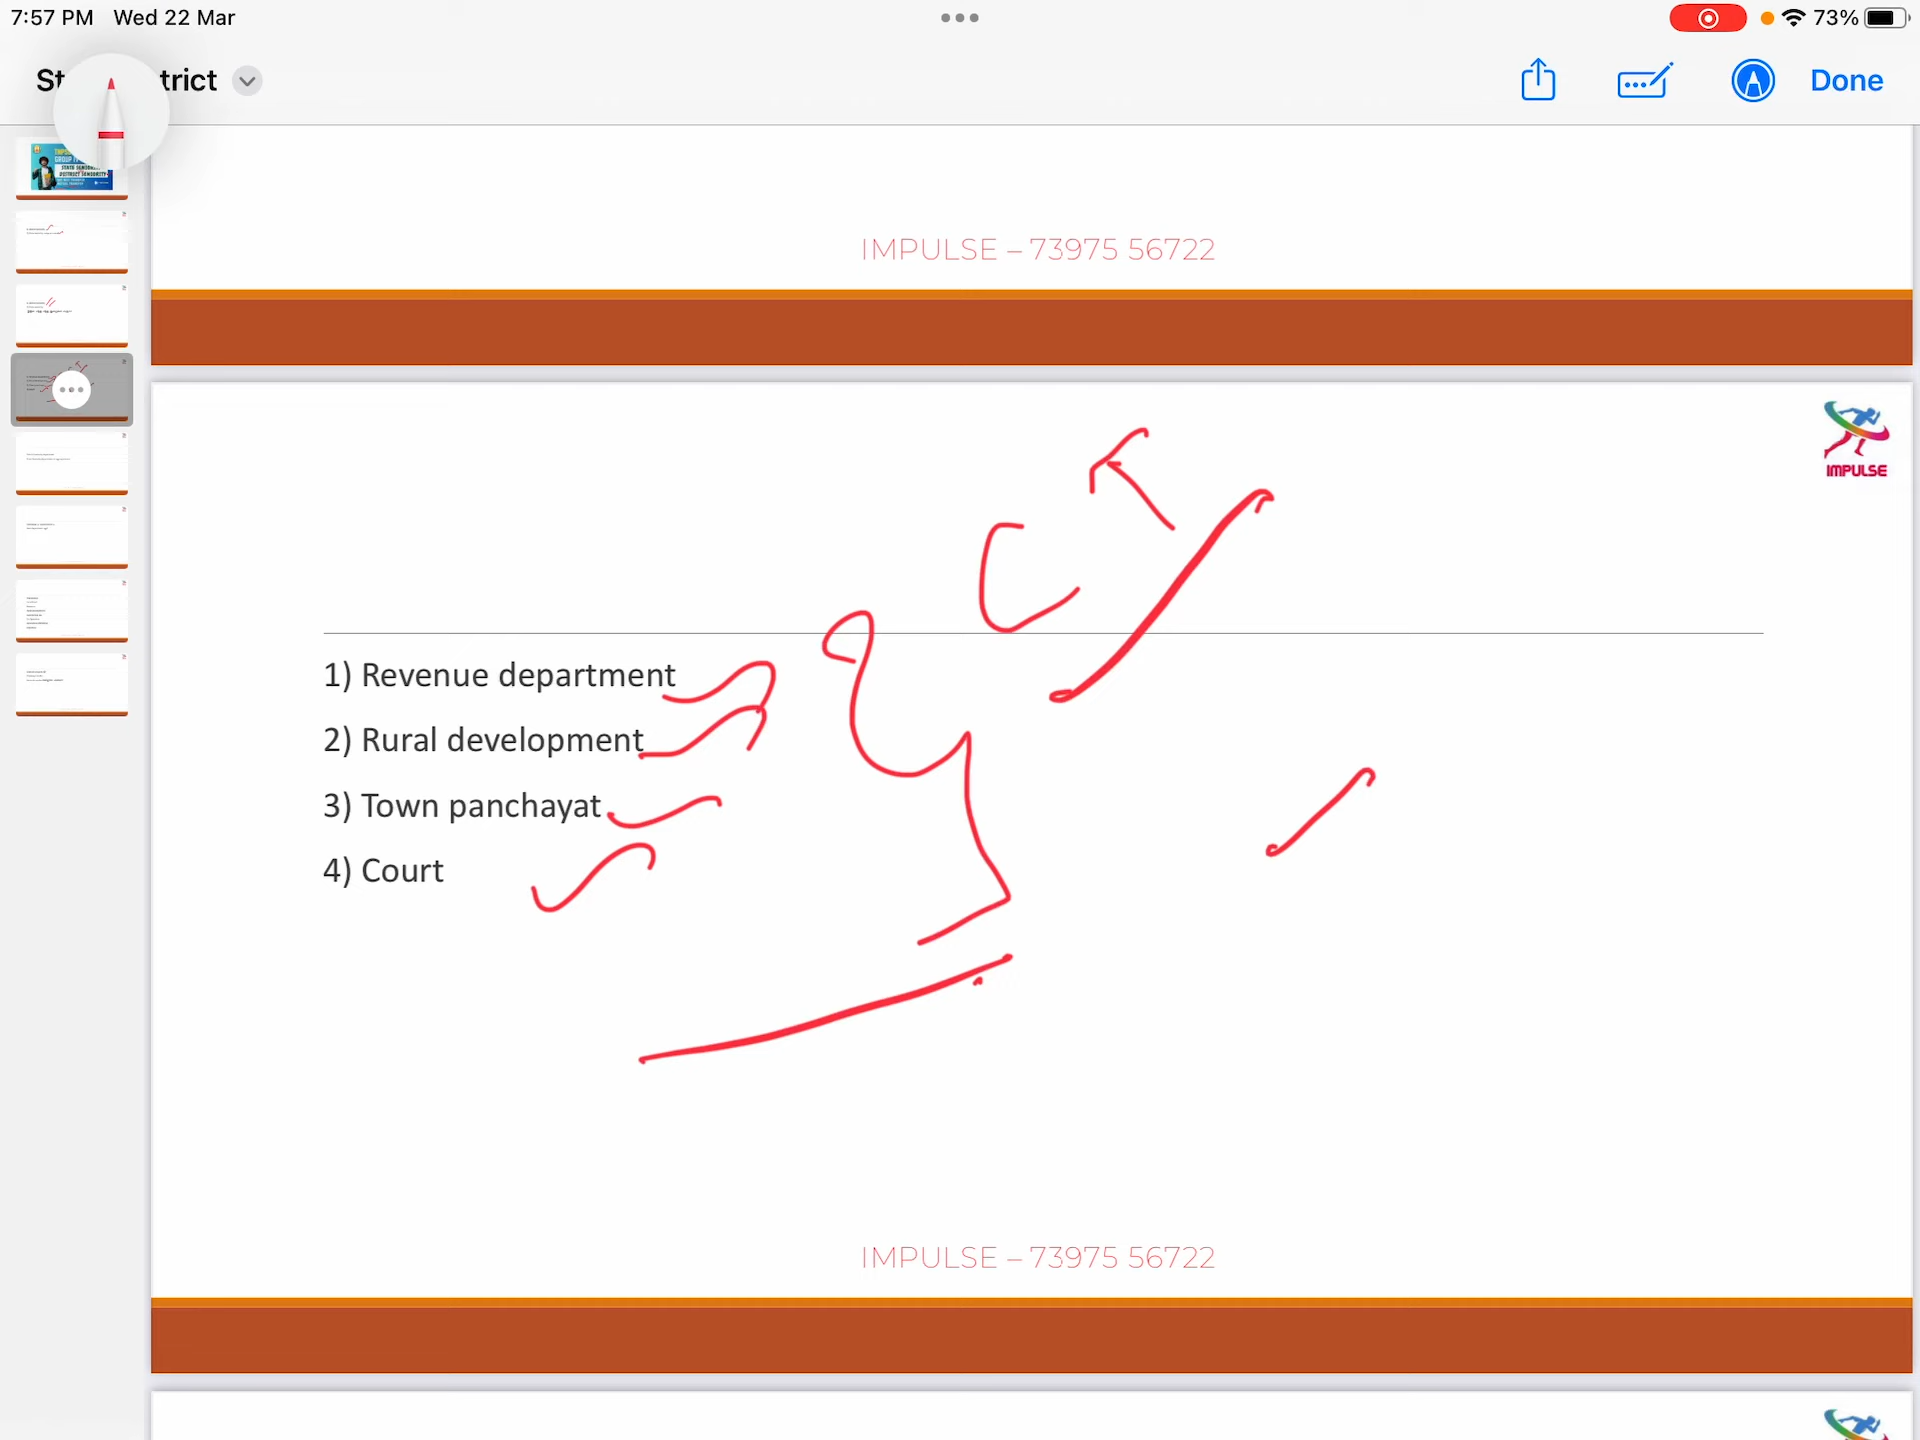 7:57 PM Wed 22 Mar
73%
St trict
Done
IMPULSE – 73975 56722
IMPULSE
1) Revenue department
2) Rural development
3) Town panchayat
4) Court
IMPULSE – 73975 56722